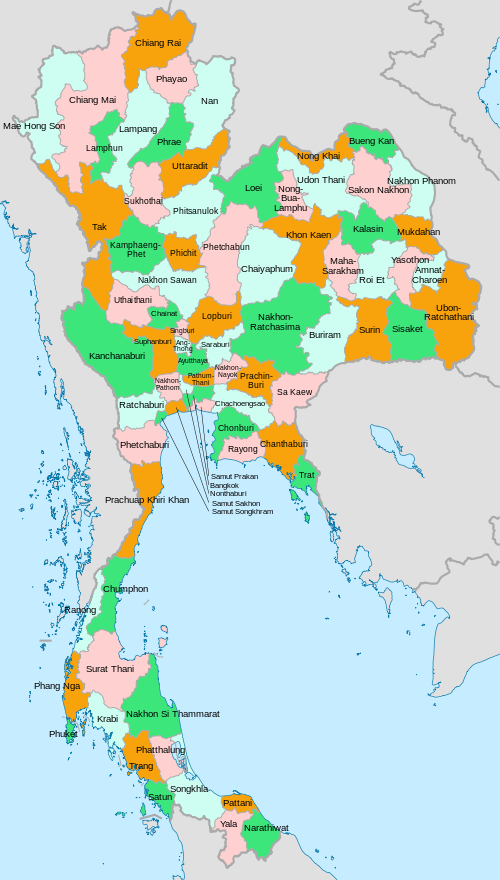 Chiang Rai
Phayao
Chiang Mai
Nan
Mae Hong Son
Lampang
Lamphun
Phrae
Bueng Kan
Nong Khai
Uttaradit
Udon Thani
Nakhon Phanom
Loei
Nong-
Bua-
Lamphu
Sakon Nakhon
Sukhothai
Phitsanulok
Tak
Kalasin
Mukdahan
Khon Kaen
Kamphaeng-
Phet
Phichit
Phetchabun
Maha-
Sarakham
Yasothon
Amnat-
Charoen
Chaiyaphum
Roi Et
Nakhon Sawan
Uthaithani
Chainat
Lopburi
Nakhon-
Ratchasima
Ubon-
Ratchathani
Singburi
Surin
Sisaket
Buriram
Suphanburi
Ang-
Thong
Saraburi
Kanchanaburi
Ayutthaya
Nakhon-
Nayok
Pathum-
Thani
Prachin-
Buri
Nakhon-
Pathom
Sa Kaew
Ratchaburi
Chachoengsao
Chonburi
Phetchaburi
Rayong
Chanthaburi
Trat
Samut Prakan
Bangkok
Nonthaburi
Samut Sakhon
Samut Songkhram
Prachuap Khiri Khan
Chumphon
Ranong
Surat Thani
Phang Nga
Nakhon Si Thammarat
Krabi
Phuket
Phatthalung
Trang
Songkhla
Satun
Pattani
Yala
Narathiwat